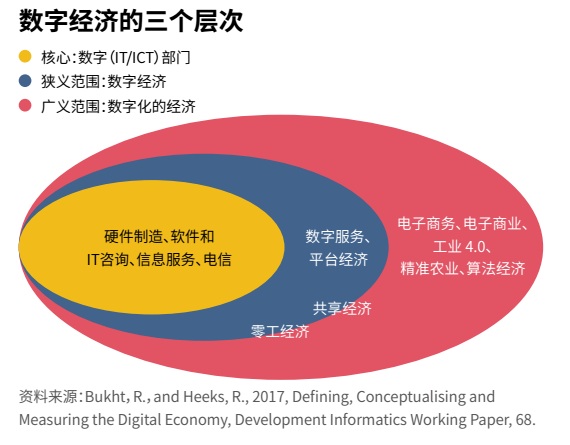 数字经济的三个层次
核心：数字（IT/ICT）部门
狭义范围：数字经济
广义范围：数字化的经济
硬件制造、软件和
IT咨询、信息服务、电信
数字服务、
平台经济
电子商务、电子商业、
工业 4.0、
精准农业、算法经济
共享经济
零工经济
资料来源：Bukht, R., and Heeks, R., 2017, Defining, Conceptualising and
Measuring the Digital Economy, Development Informatics Working Paper, 68.